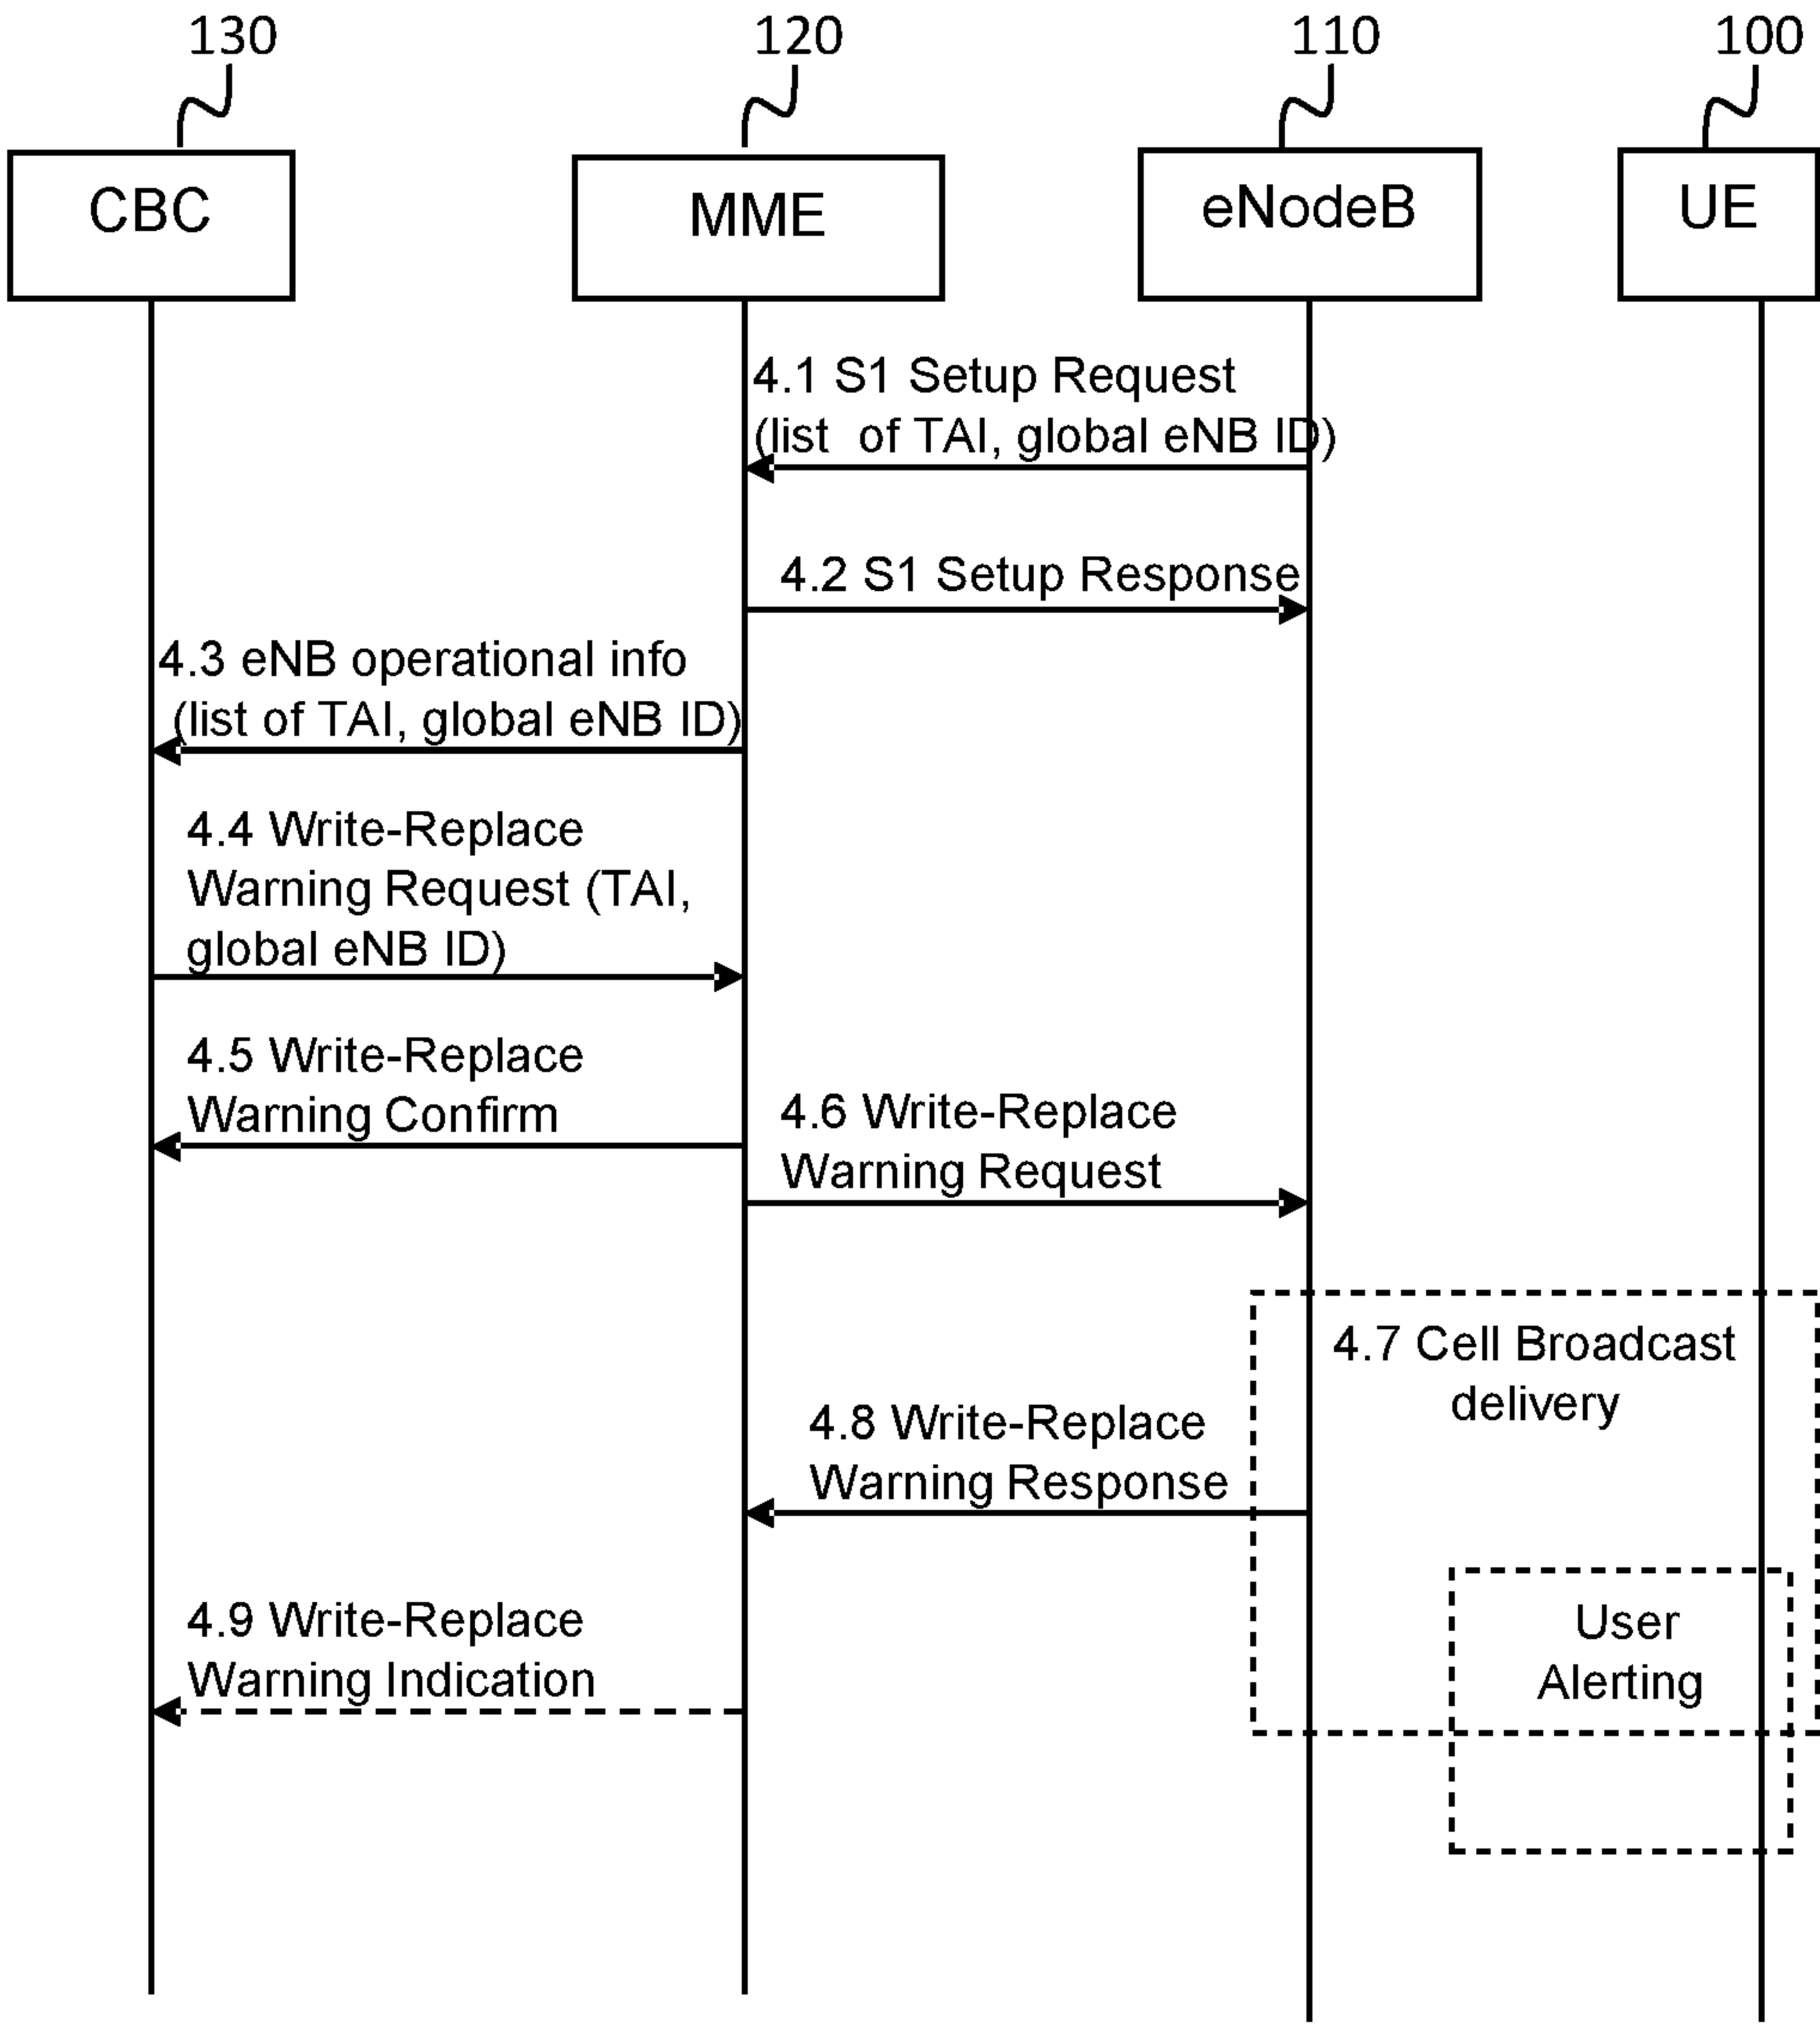 130
120
110
100
CBC
MME
eNodeB
UE
4.1 S1 Setup Request
(list of TAI, global eNB ID)
4.2 S1 Setup Response
4.3 eNB operational info
(list of TAI, global eNB ID)
4.4 Write-Replace
Warning Request (TAI,
global eNB ID)
4.5 Write-Replace
Warning Confirm
4.6 Write-Replace
Warning Request
4.7 Cell Broadcast
delivery
4.8 Write-Replace
Warning Response
4.9 Write-Replace
Warning Indication
User
Alerting